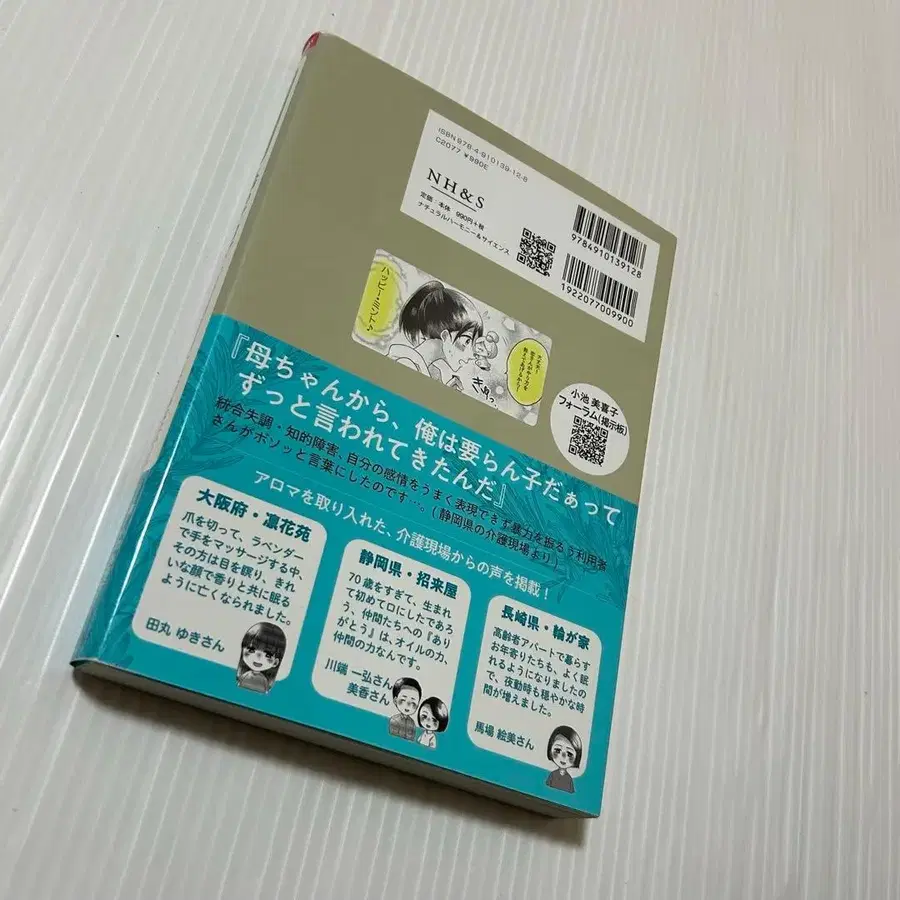 ISBN978-4-910139-12-8
C2077 ¥990E
NH&S
定価:本体 990円+税
ナチュラルハーモニー&サイエンス
9784910139128
1922077009900
ハッピー・ミント♪
きゅっ
小池 美喜子
フォーラム(掲示板)
『母ちゃんから、俺は要らん子だぁって
ずっと言われてきたんだ』
統合失調・知的障害、自分の感情をうまく表現できず暴力を振るう利用者
さんがボソッと言葉にしたのです…。(静岡県の介護現場より)
アロマを取り入れた、介護現場からの声を掲載!
大阪府・凛花苑
爪を切って、ラベンダー
で手をマッサージする中、
その方は目を瞑り、きれ
いな顔で香りと共に眠る
ように亡くなられました。
田丸 ゆきさん
静岡県・招来屋
70歳をすぎて、生まれ
て初めて口にしたであろ
う、仲間たちへの『あり
がとう』は、オイルの力、
仲間の力なんです。
川端 一弘さん
美香さん
長崎県・輪が家
高齢者アパートで暮らす
お年寄りたちも、よく眠
れるようになりましたの
で、夜勤時も穏やかな時
間が増えました。
馬場 絵美さん